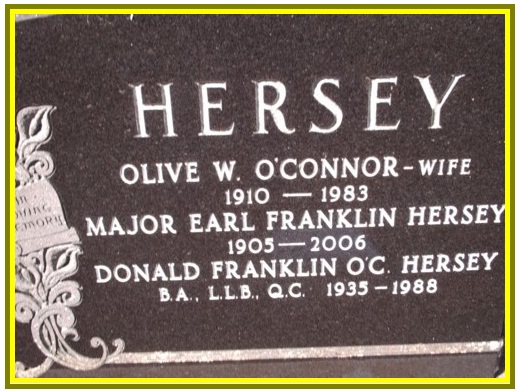 HERSEY
OLIVE W. O'CONNOR-WIFE
1910 — 1983
MAJOR EARL FRANKLIN HERSEY
1905 — 2006
DONALD FRANKLIN O'C. HERSEY
B.A., L.L.B., Q.C. 1935 – 1988